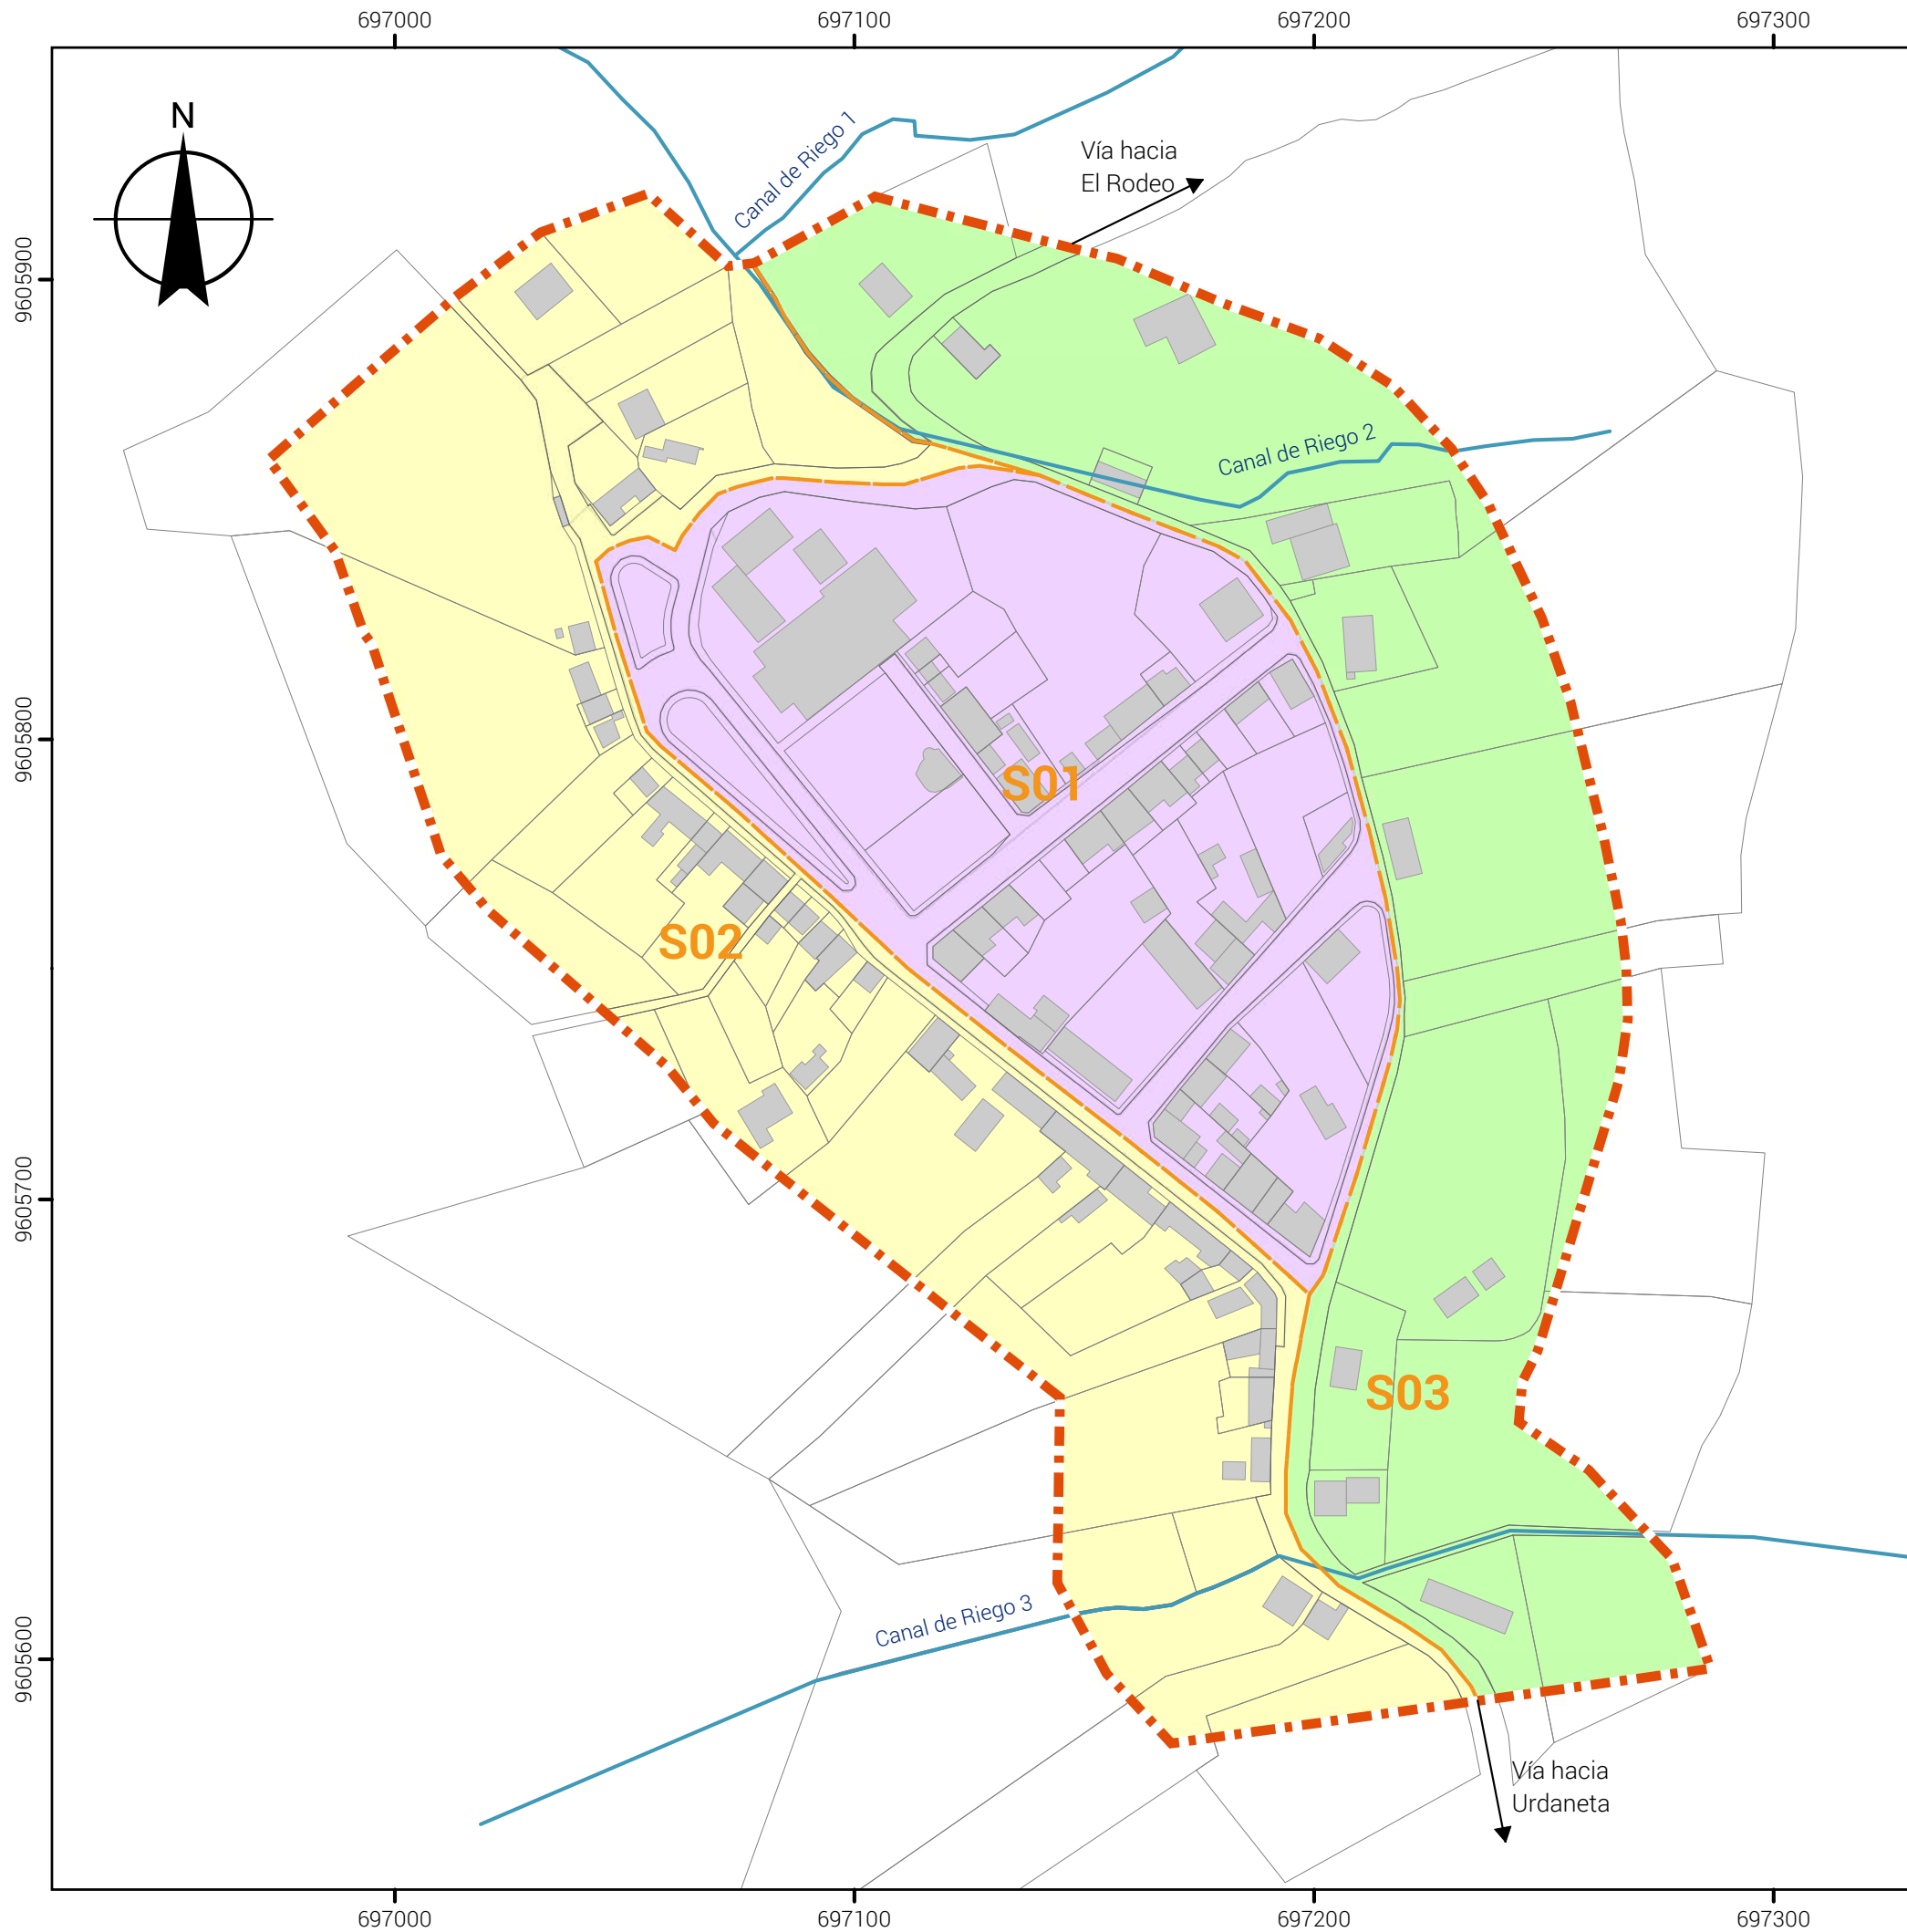 697000
697100
697200
697300
N
Canal de Riego 1
Vía hacia
El Rodeo
9605900
Canal de Riego 2
9605800
S01
S02
9605700
S03
9605600
Canal de Riego 3
Vía hacia
Urdaneta
697000
697100
697200
697300